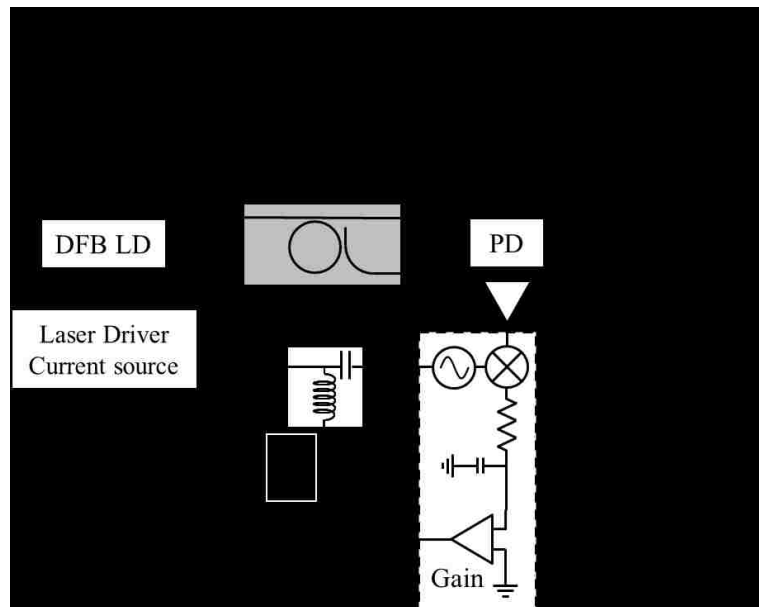 DFB LD
PD
Laser Driver
Current source
Gain